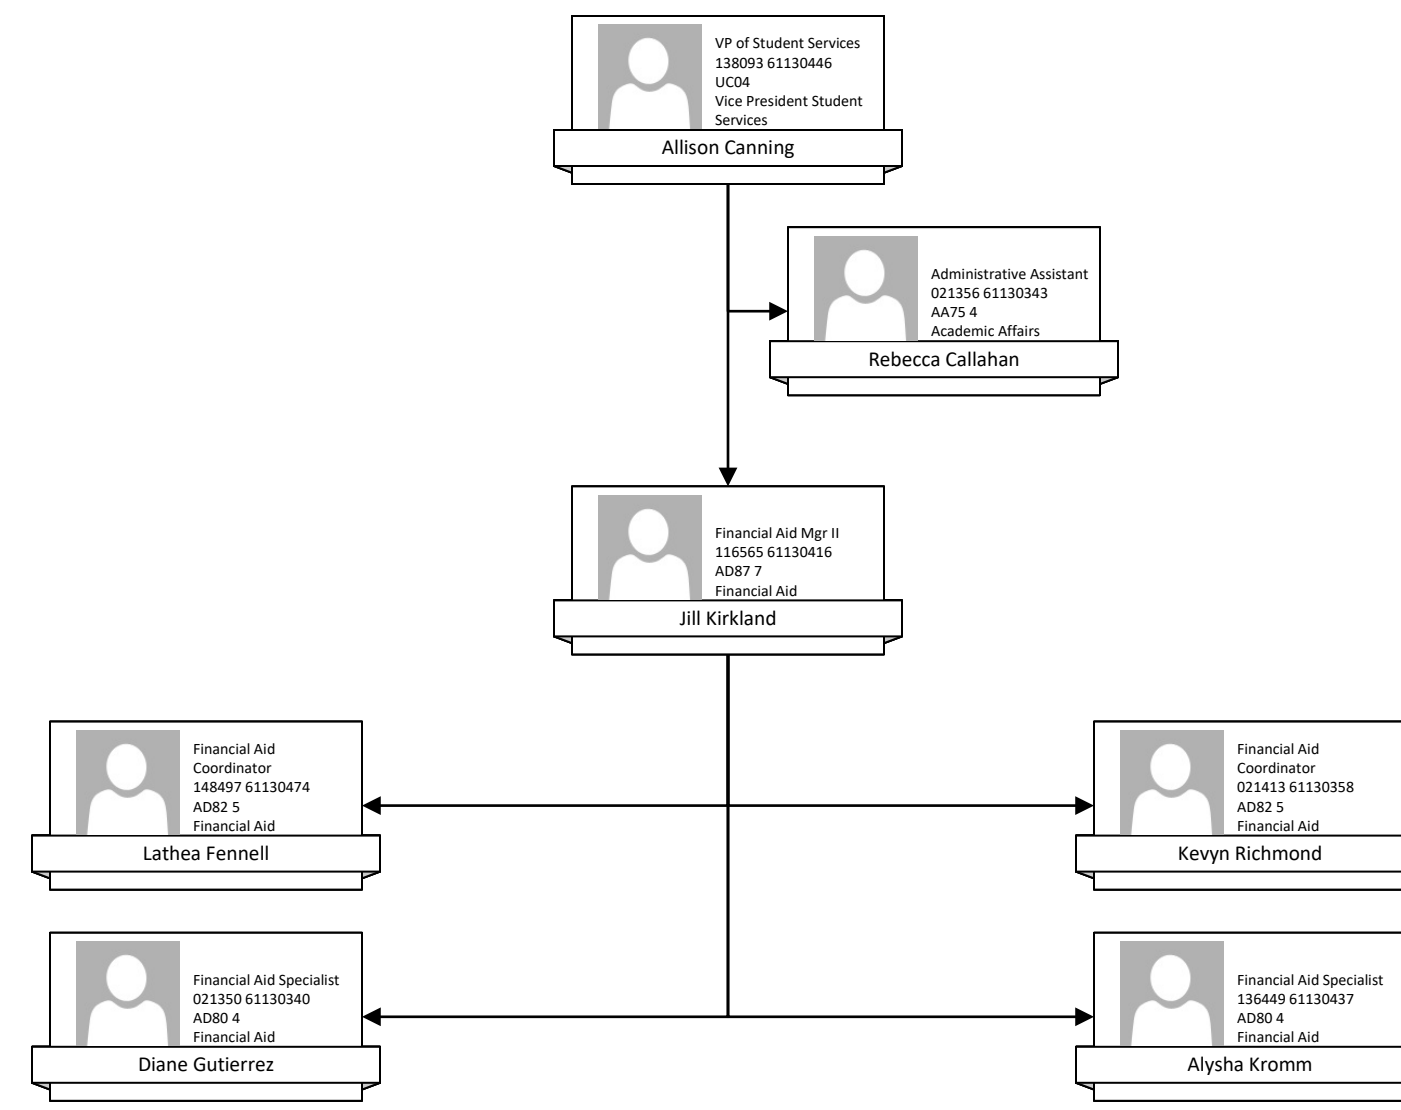 VP of Student Services
138093 61130446
UC04
Vice President Student
Services
Allison Canning
Administrative Assistant
021356 61130343
AA75 4
Academic Affairs
Rebecca Callahan
Financial Aid Mgr II
116565 61130416
AD87 7
Financial Aid
Jill Kirkland
Financial Aid
Coordinator
148497 61130474
AD82 5
Financial Aid
Lathea Fennell
Financial Aid
Coordinator
021413 61130358
AD82 5
Financial Aid
Kevyn Richmond
Financial Aid Specialist
021350 61130340
AD80 4
Financial Aid
Diane Gutierrez
Financial Aid Specialist
136449 61130437
AD80 4
Financial Aid
Alysha Kromm